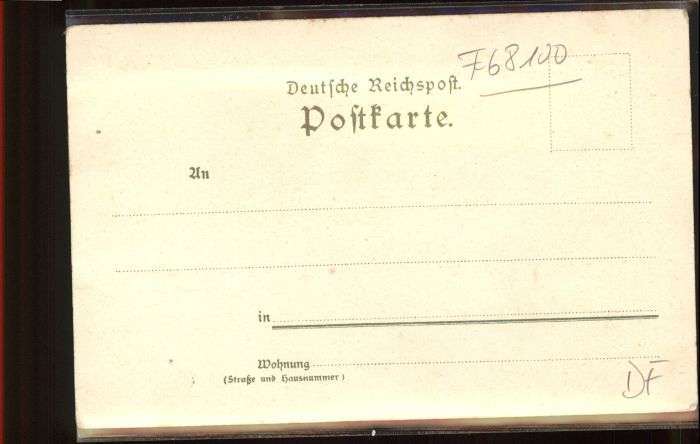 768100
Deutſche Reichspoſt.
Poſtkarte.
An
in
Wohnung
(Straße und Hausnummer)
DF